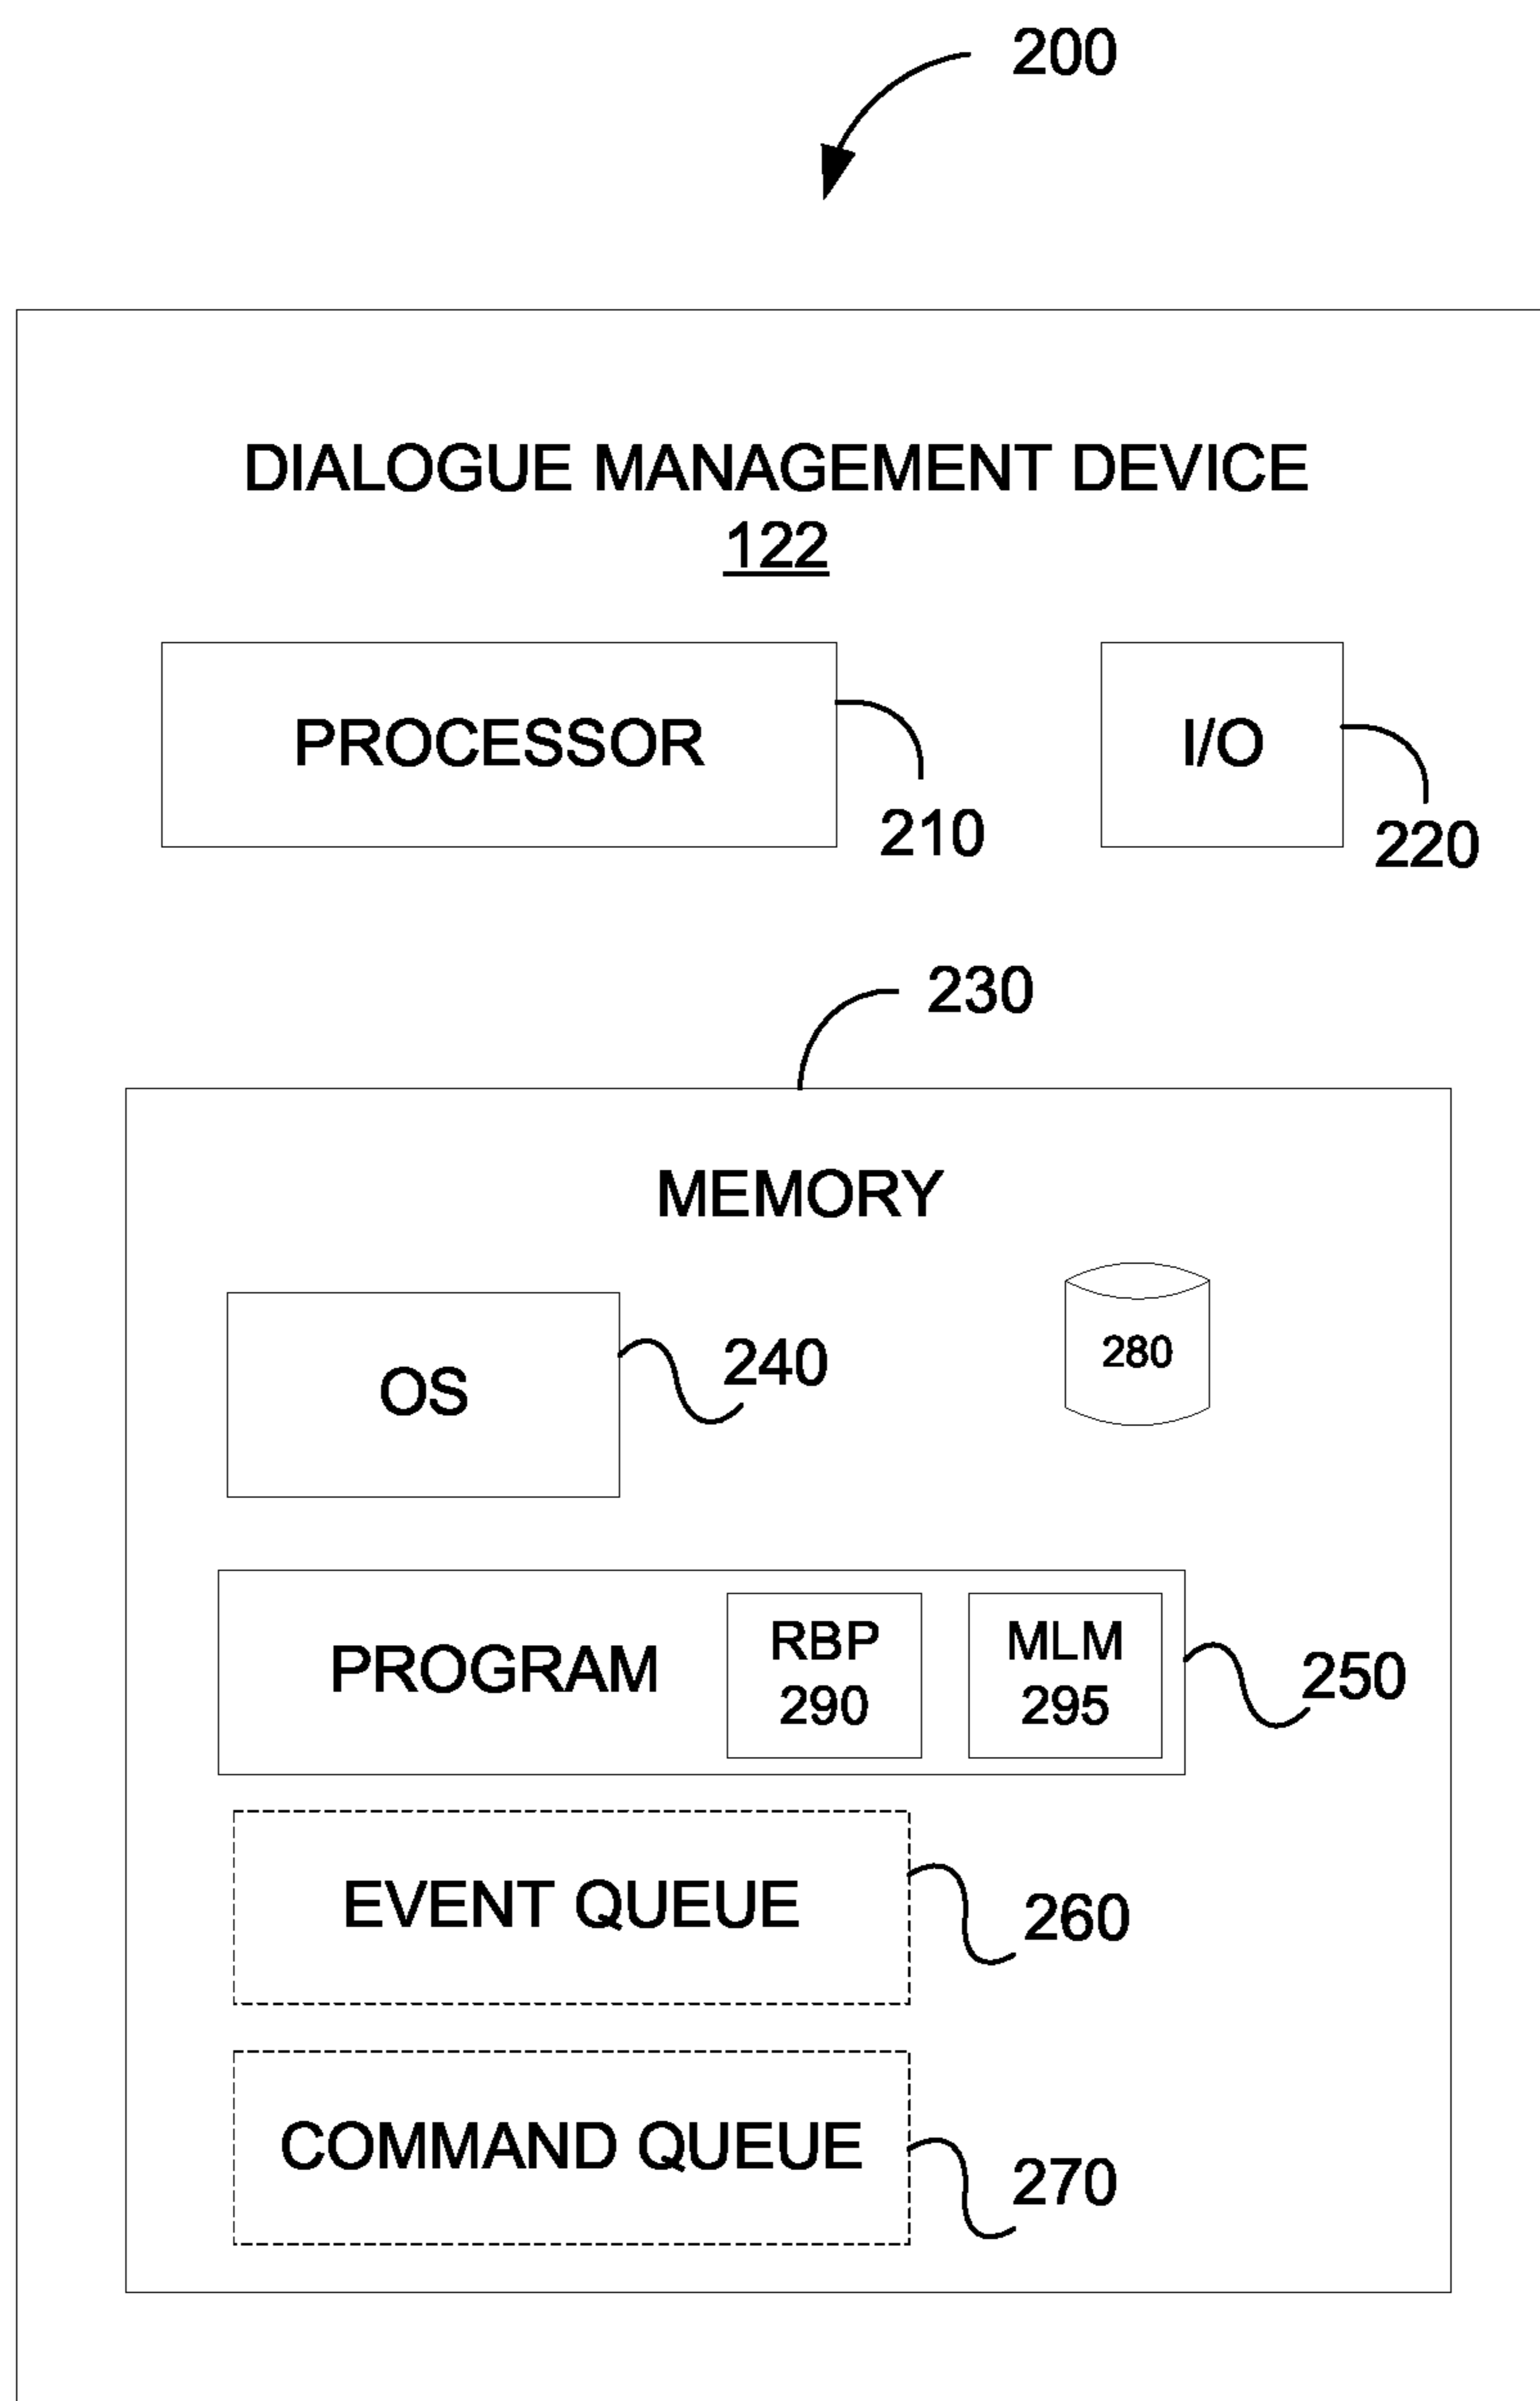 200
DIALOGUE MANAGEMENT DEVICE
122
PROCESSOR
I/O
210
220
230
MEMORY
OS
240
280
PROGRAM
RBP
290
MLM
295
250
EVENT QUEUE
260
COMMAND QUEUE
270